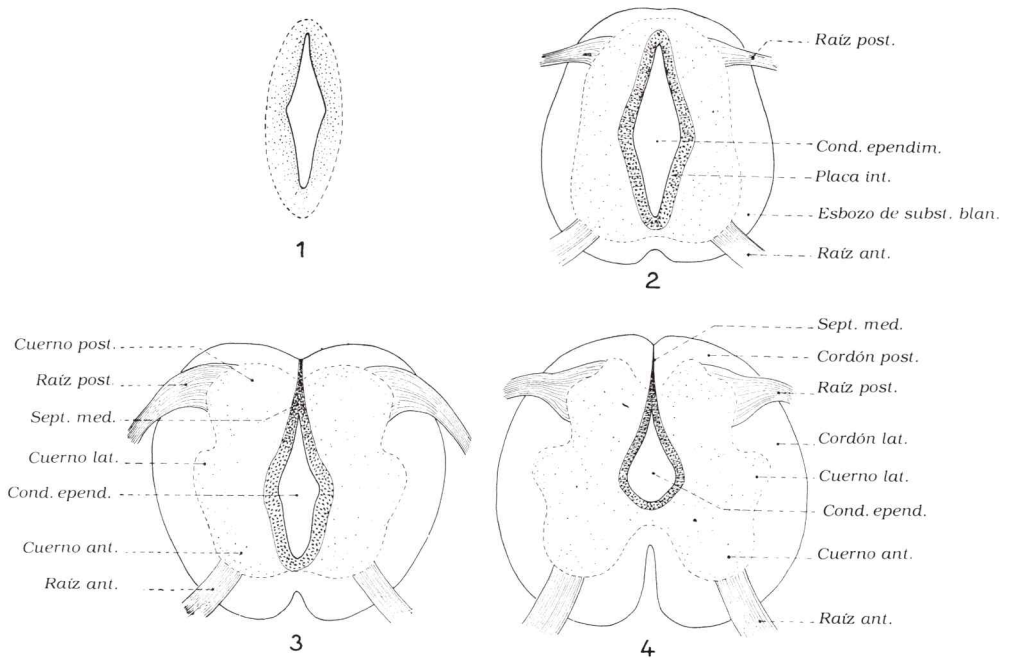 1
Raíz post.
Cond. ependim.
Placa int.
Esbozo de subst. blan.
Raíz ant.
2
Cuerno post.
Raíz post.
Sept. med.
Cuerno lat.
Cond. epend.
Cuerno ant.
Raíz ant.
3
Sept. med.
Cordón post.
Raíz post.
Cordón lat.
Cuerno lat.
Cond. epend.
Cuerno ant.
Raíz ant.
4